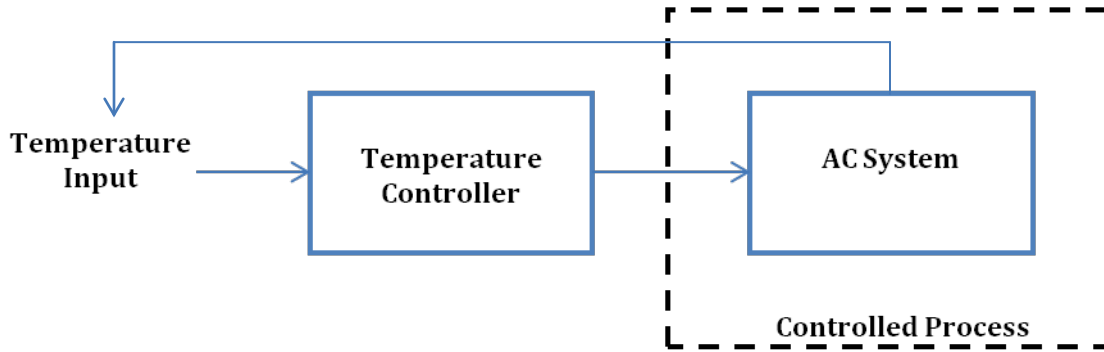 Temperature
Input
Temperature
Controller
AC System
Controlled Process